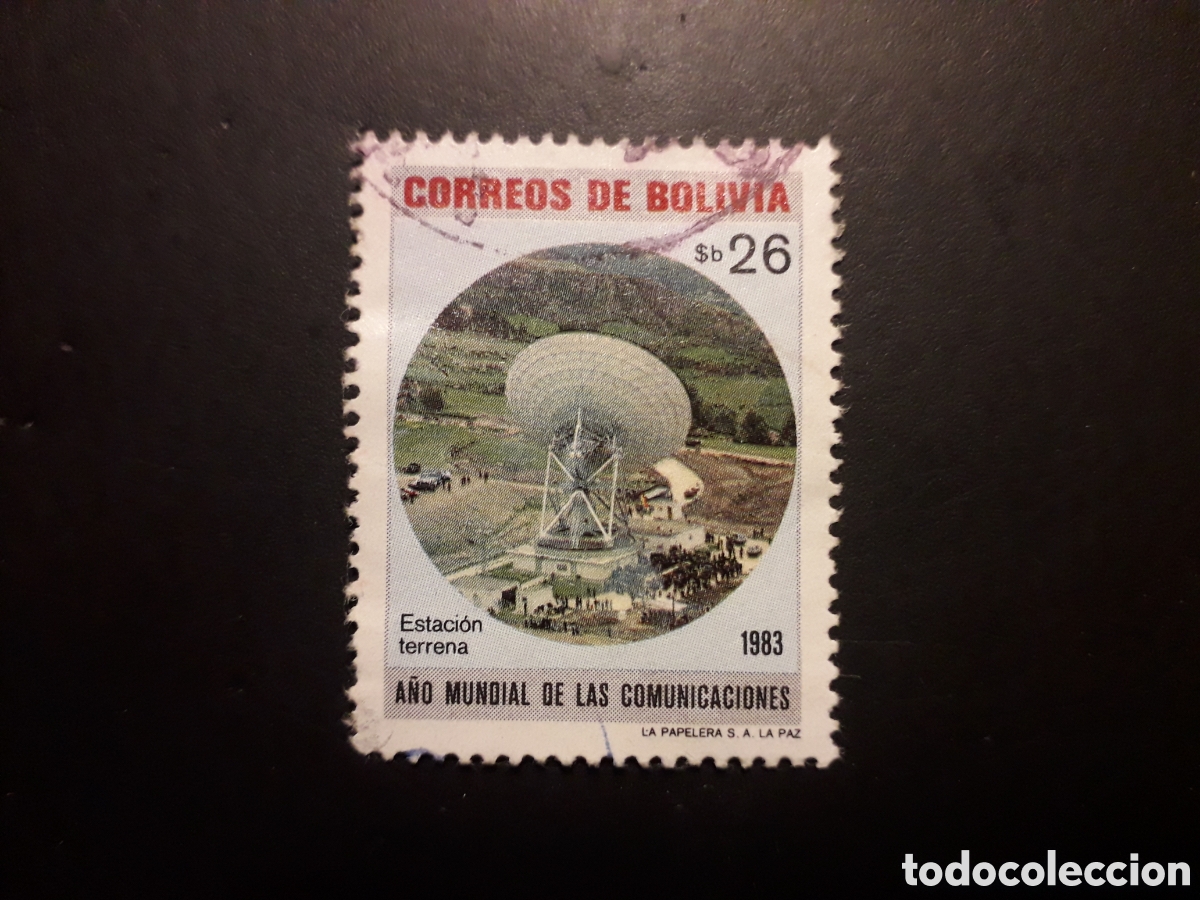 CORREOS DE BOLIVIA
$b 26
Estación
terrena
1983
AÑO MUNDIAL DE LAS COMUNICACIONES
LA PAPELERA S. A. LA PAZ
todocoleccion